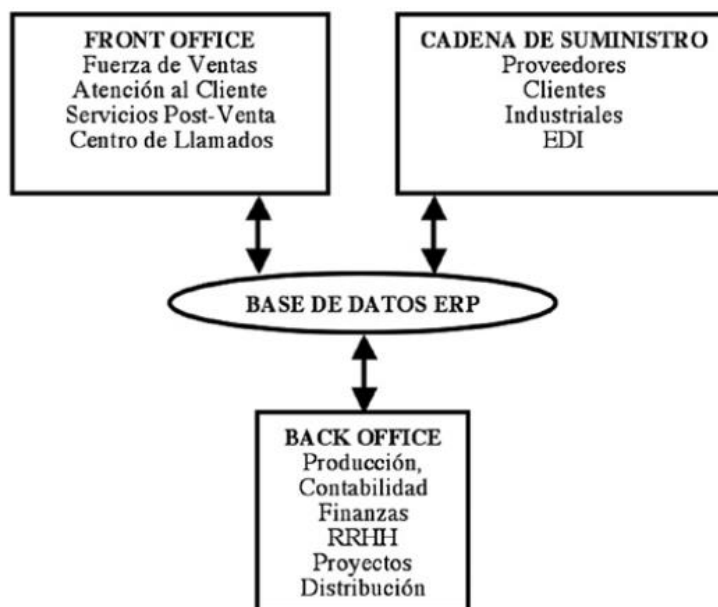 FRONT OFFICE
Fuerza de Ventas
Atención al Cliente
Servicios Post-Venta
Centro de Llamados
CADENA DE SUMINISTRO
Proveedores
Clientes
Industriales
EDI
BASE DE DATOS ERP
BACK OFFICE
Producción,
Contabilidad
Finanzas
RRHH
Proyectos
Distribución